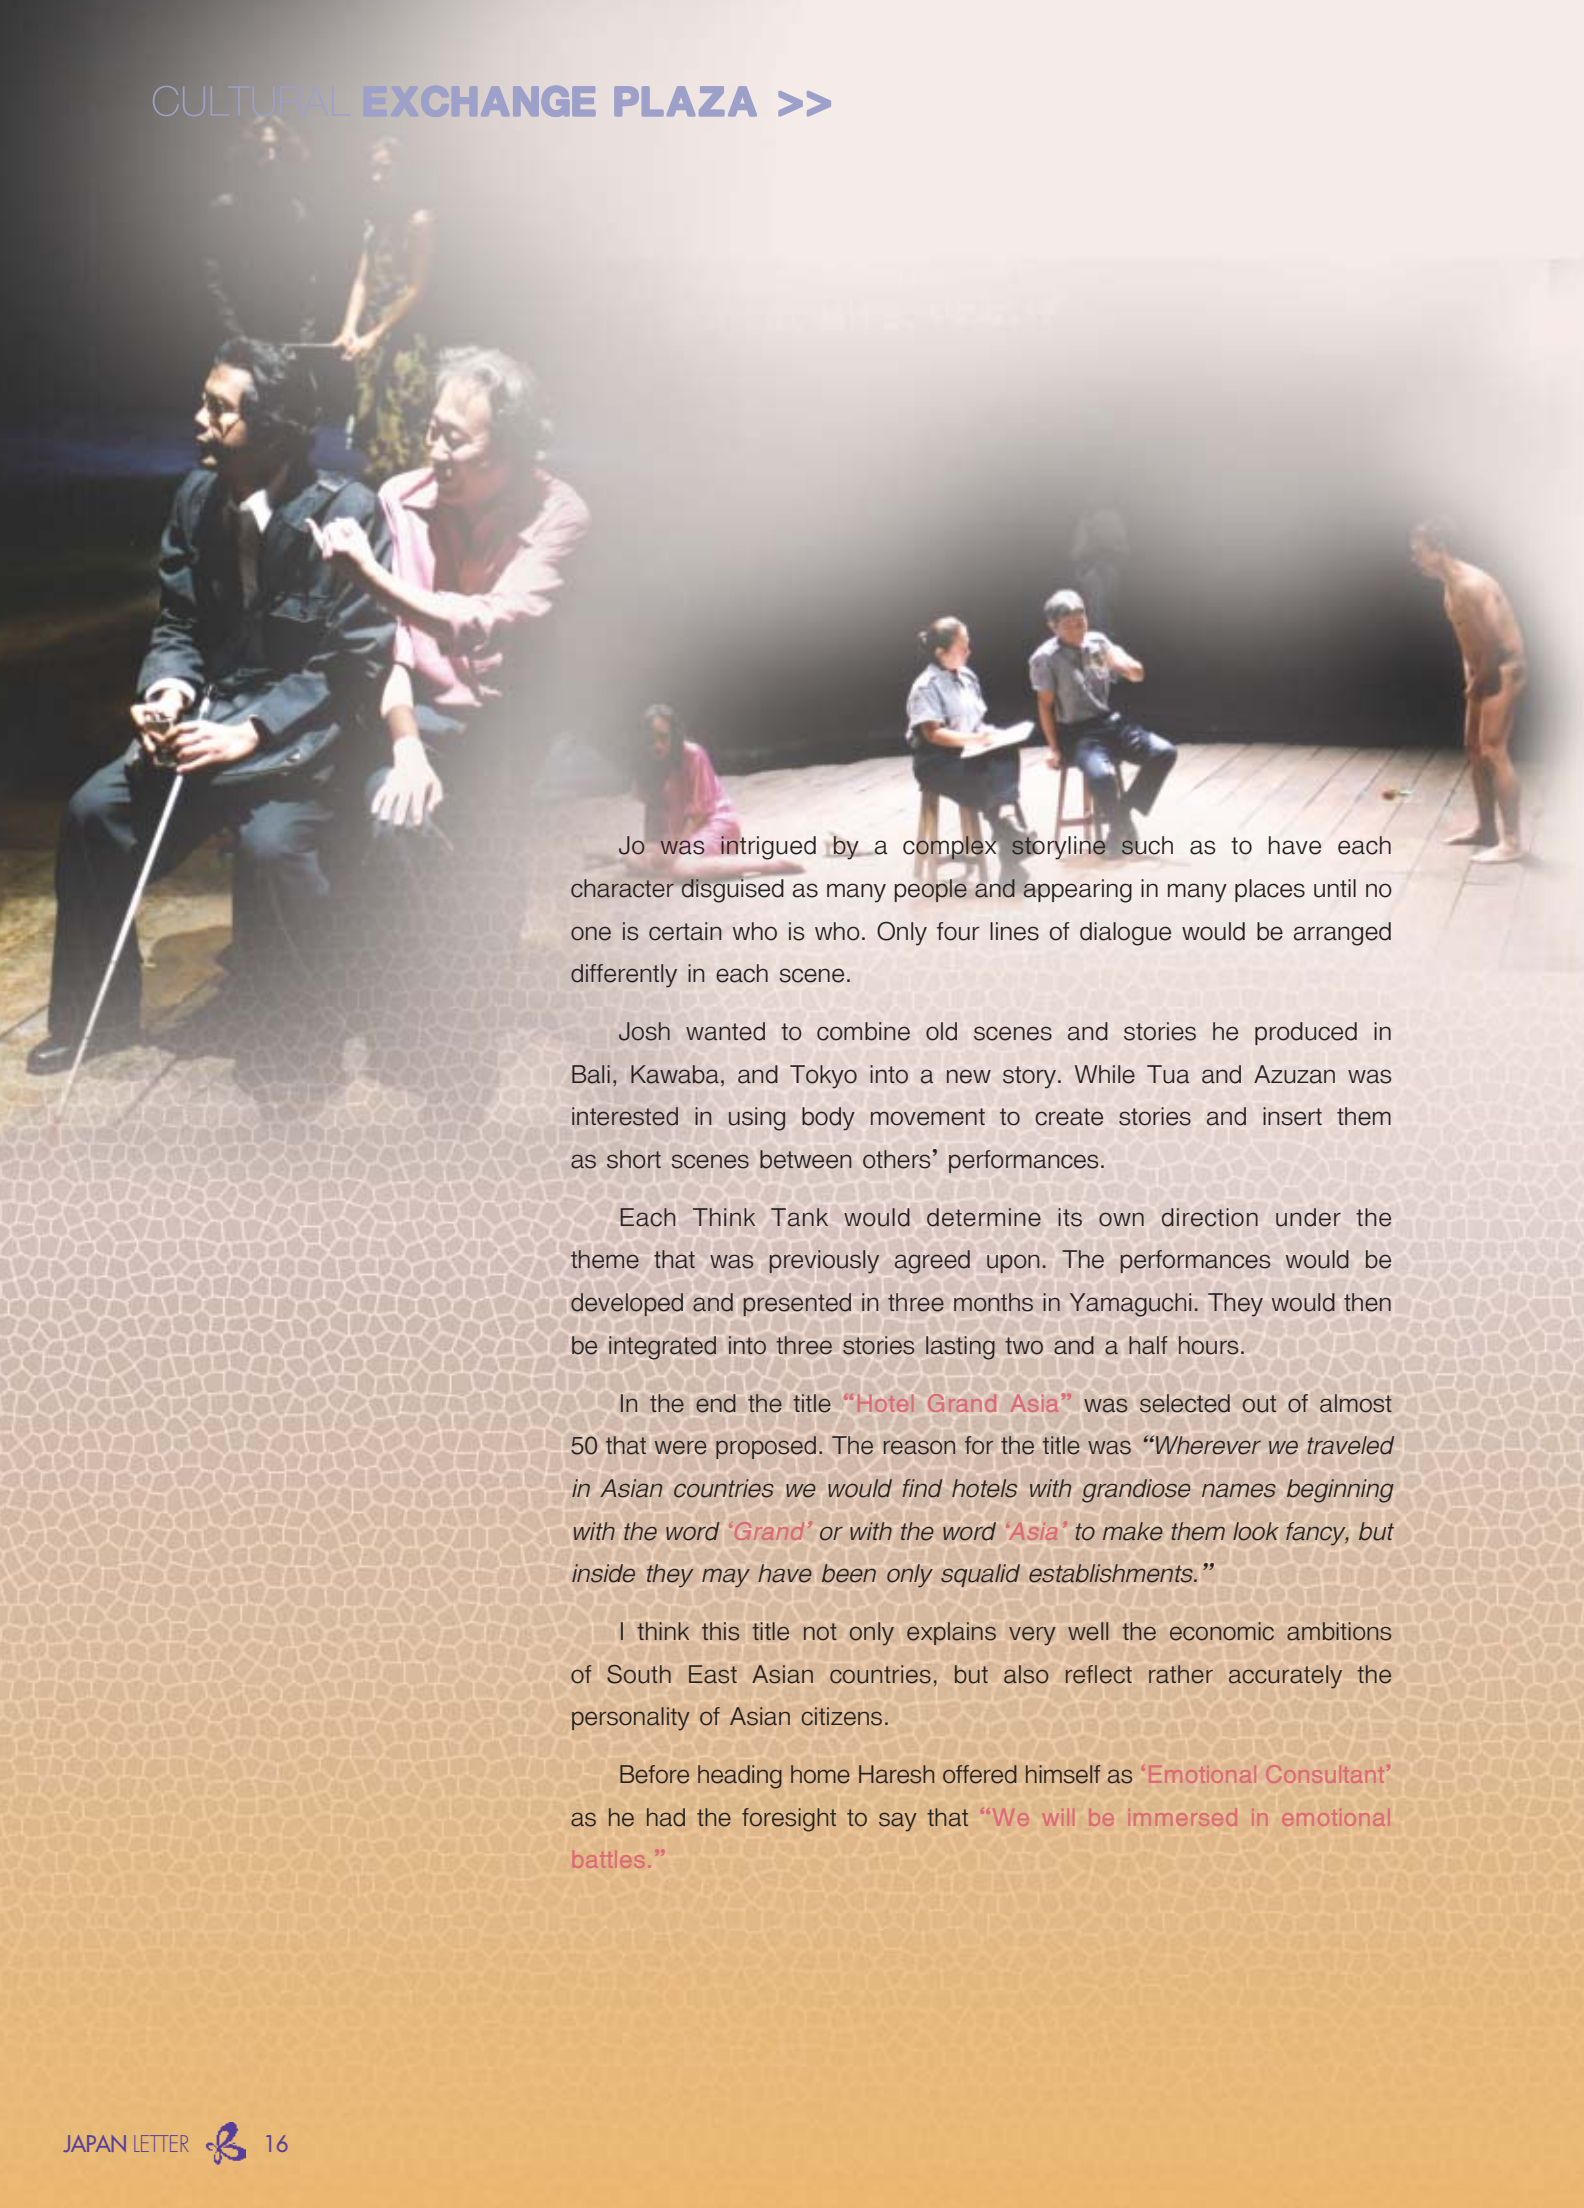 CULTURAL EXCHANGE PLAZA >>
Jo was intrigued by a complex storyline such as to have each
character disguised as many people and appearing in many places until no
one is certain who is who. Only four lines of dialogue would be arranged
differently in each scene.
Josh wanted to combine old scenes and stories he produced in
Bali, Kawaba, and Tokyo into a new story. While Tua and Azuzan was
interested in using body movement to create stories and insert them
as short scenes between others’ performances.
Each Think Tank would determine its own direction under the
theme that was previously agreed upon. The performances would be
developed and presented in three months in Yamaguchi. They would then
be integrated into three stories lasting two and a half hours.
In the end the title “Hotel Grand Asia” was selected out of almost
50 that were proposed. The reason for the title was “Wherever we traveled
in Asian countries we would find hotels with grandiose names beginning
with the word ‘Grand’ or with the word ‘Asia’ to make them look fancy, but
inside they may have been only squalid establishments.”
I think this title not only explains very well the economic ambitions
of South East Asian countries, but also reflect rather accurately the
personality of Asian citizens.
Before heading home Haresh offered himself as ‘Emotional Consultant’
as he had the foresight to say that “We will be immersed in emotional
battles.”
JAPAN LETTER 16